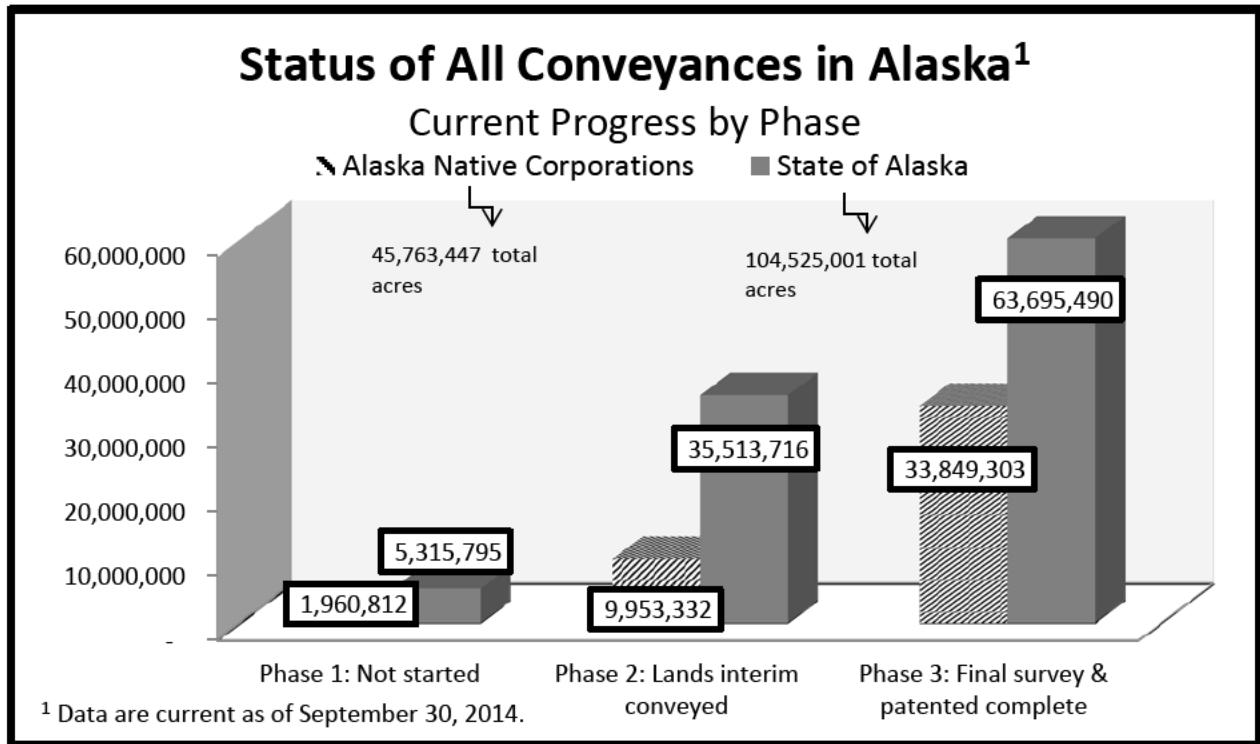 Status of All Conveyances in Alaska¹
Current Progress by Phase
Alaska Native Corporations State of Alaska
45,763,447 total
acres
104,525,001 total
acres
60,000,000
50,000,000
40,000,000
30,000,000
20,000,000
10,000,000
-
1,960,812
5,315,795
9,953,332
35,513,716
33,849,303
63,695,490
Phase 1: Not started
Phase 2: Lands interim
conveyed
Phase 3: Final survey &
patented complete
¹ Data are current as of September 30, 2014.